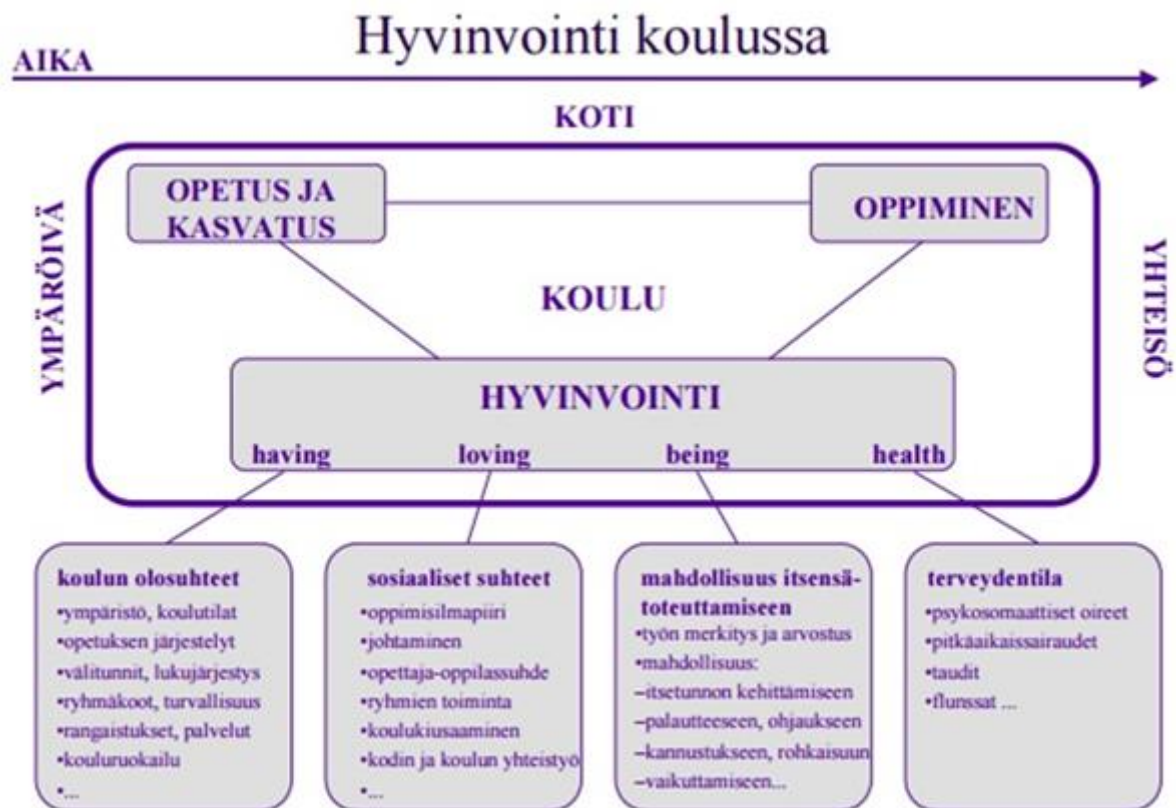 Hyvinvointi koulussa
AIKA
KOTI
YMPÄRÖIVÄ
YHTEISÖ
OPETUS JA
KASVATUS
OPPIMINEN
KOULU
HYVINVOINTI
having loving being health
koulun olosuhteet
•ympäristö, koulutilat
•opetuksen järjestelyt
•välitunnit, lukujärjestys
•ryhmäkoot, turvallisuus
•rangaistukset, palvelut
•kouluruokailu
•...
sosiaaliset suhteet
•oppimisilmapiiri
•johtaminen
•opettaja-oppilassuhde
•ryhmien toiminta
•koulukiusaaminen
•kodin ja koulun yhteistyö
•...
mahdollisuus itsensä-
toteuttamiseen
•työn merkitys ja arvostus
•mahdollisuus:
–itsetunnon kehittämiseen
–palautteeseen, ohjaukseen
–kannustukseen, rohkaisuun
–vaikuttamiseen...
terveydentila
•psykosomaattiset oireet
•pitkäaikaissairaudet
•taudit
•flunssat ...